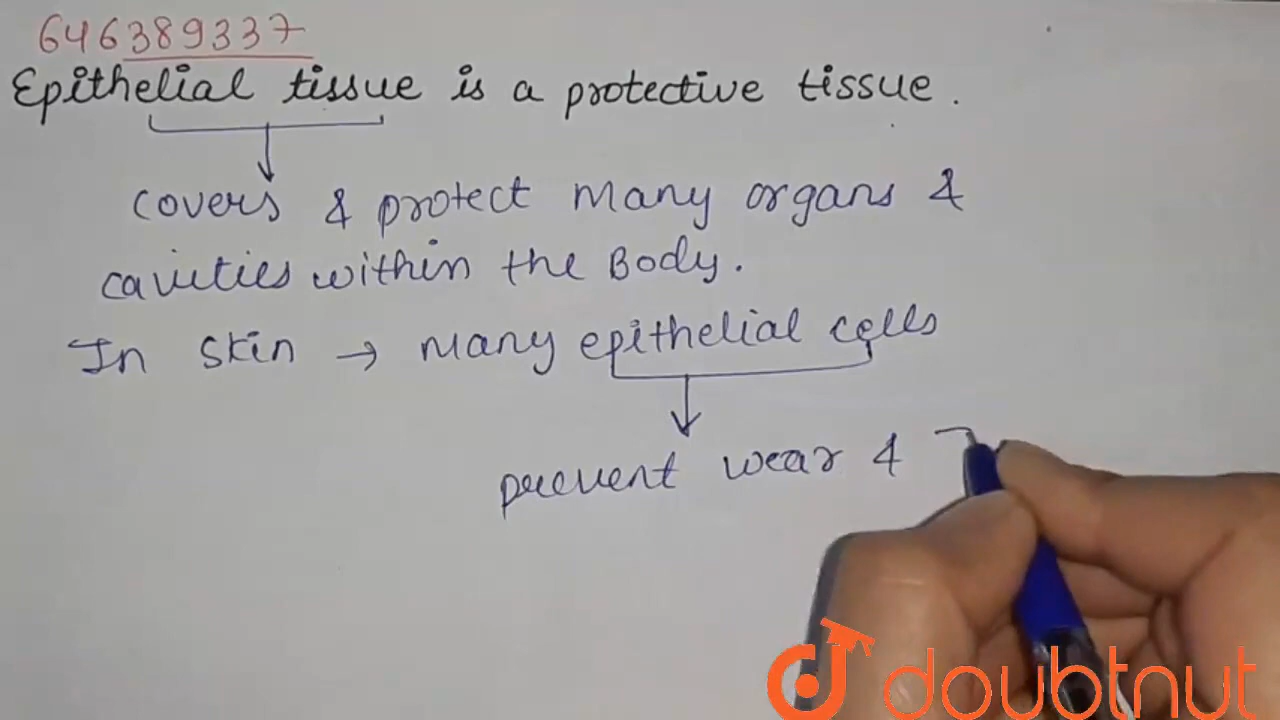 646389337
Epithelial tissue is a protective tissue.
covers & protect many organs &
cavities within the Body.
In skin → Many epithelial cells
prevent wear &
doubtnut